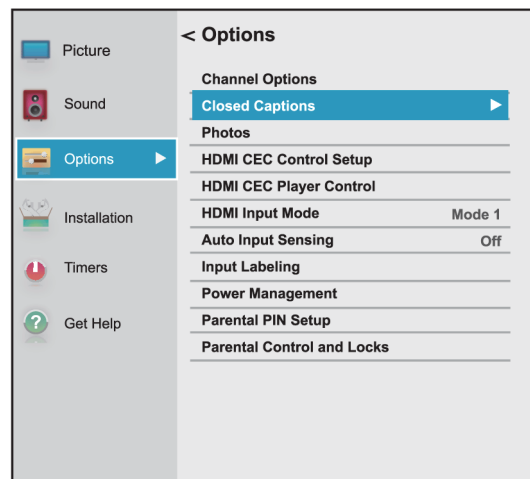 Picture
Sound
Options
Installation
Timers
Get Help
< Options
Channel Options
Closed Captions
Photos
HDMI CEC Control Setup
HDMI CEC Player Control
HDMI Input Mode Mode 1
Auto Input Sensing Off
Input Labeling
Power Management
Parental PIN Setup
Parental Control and Locks